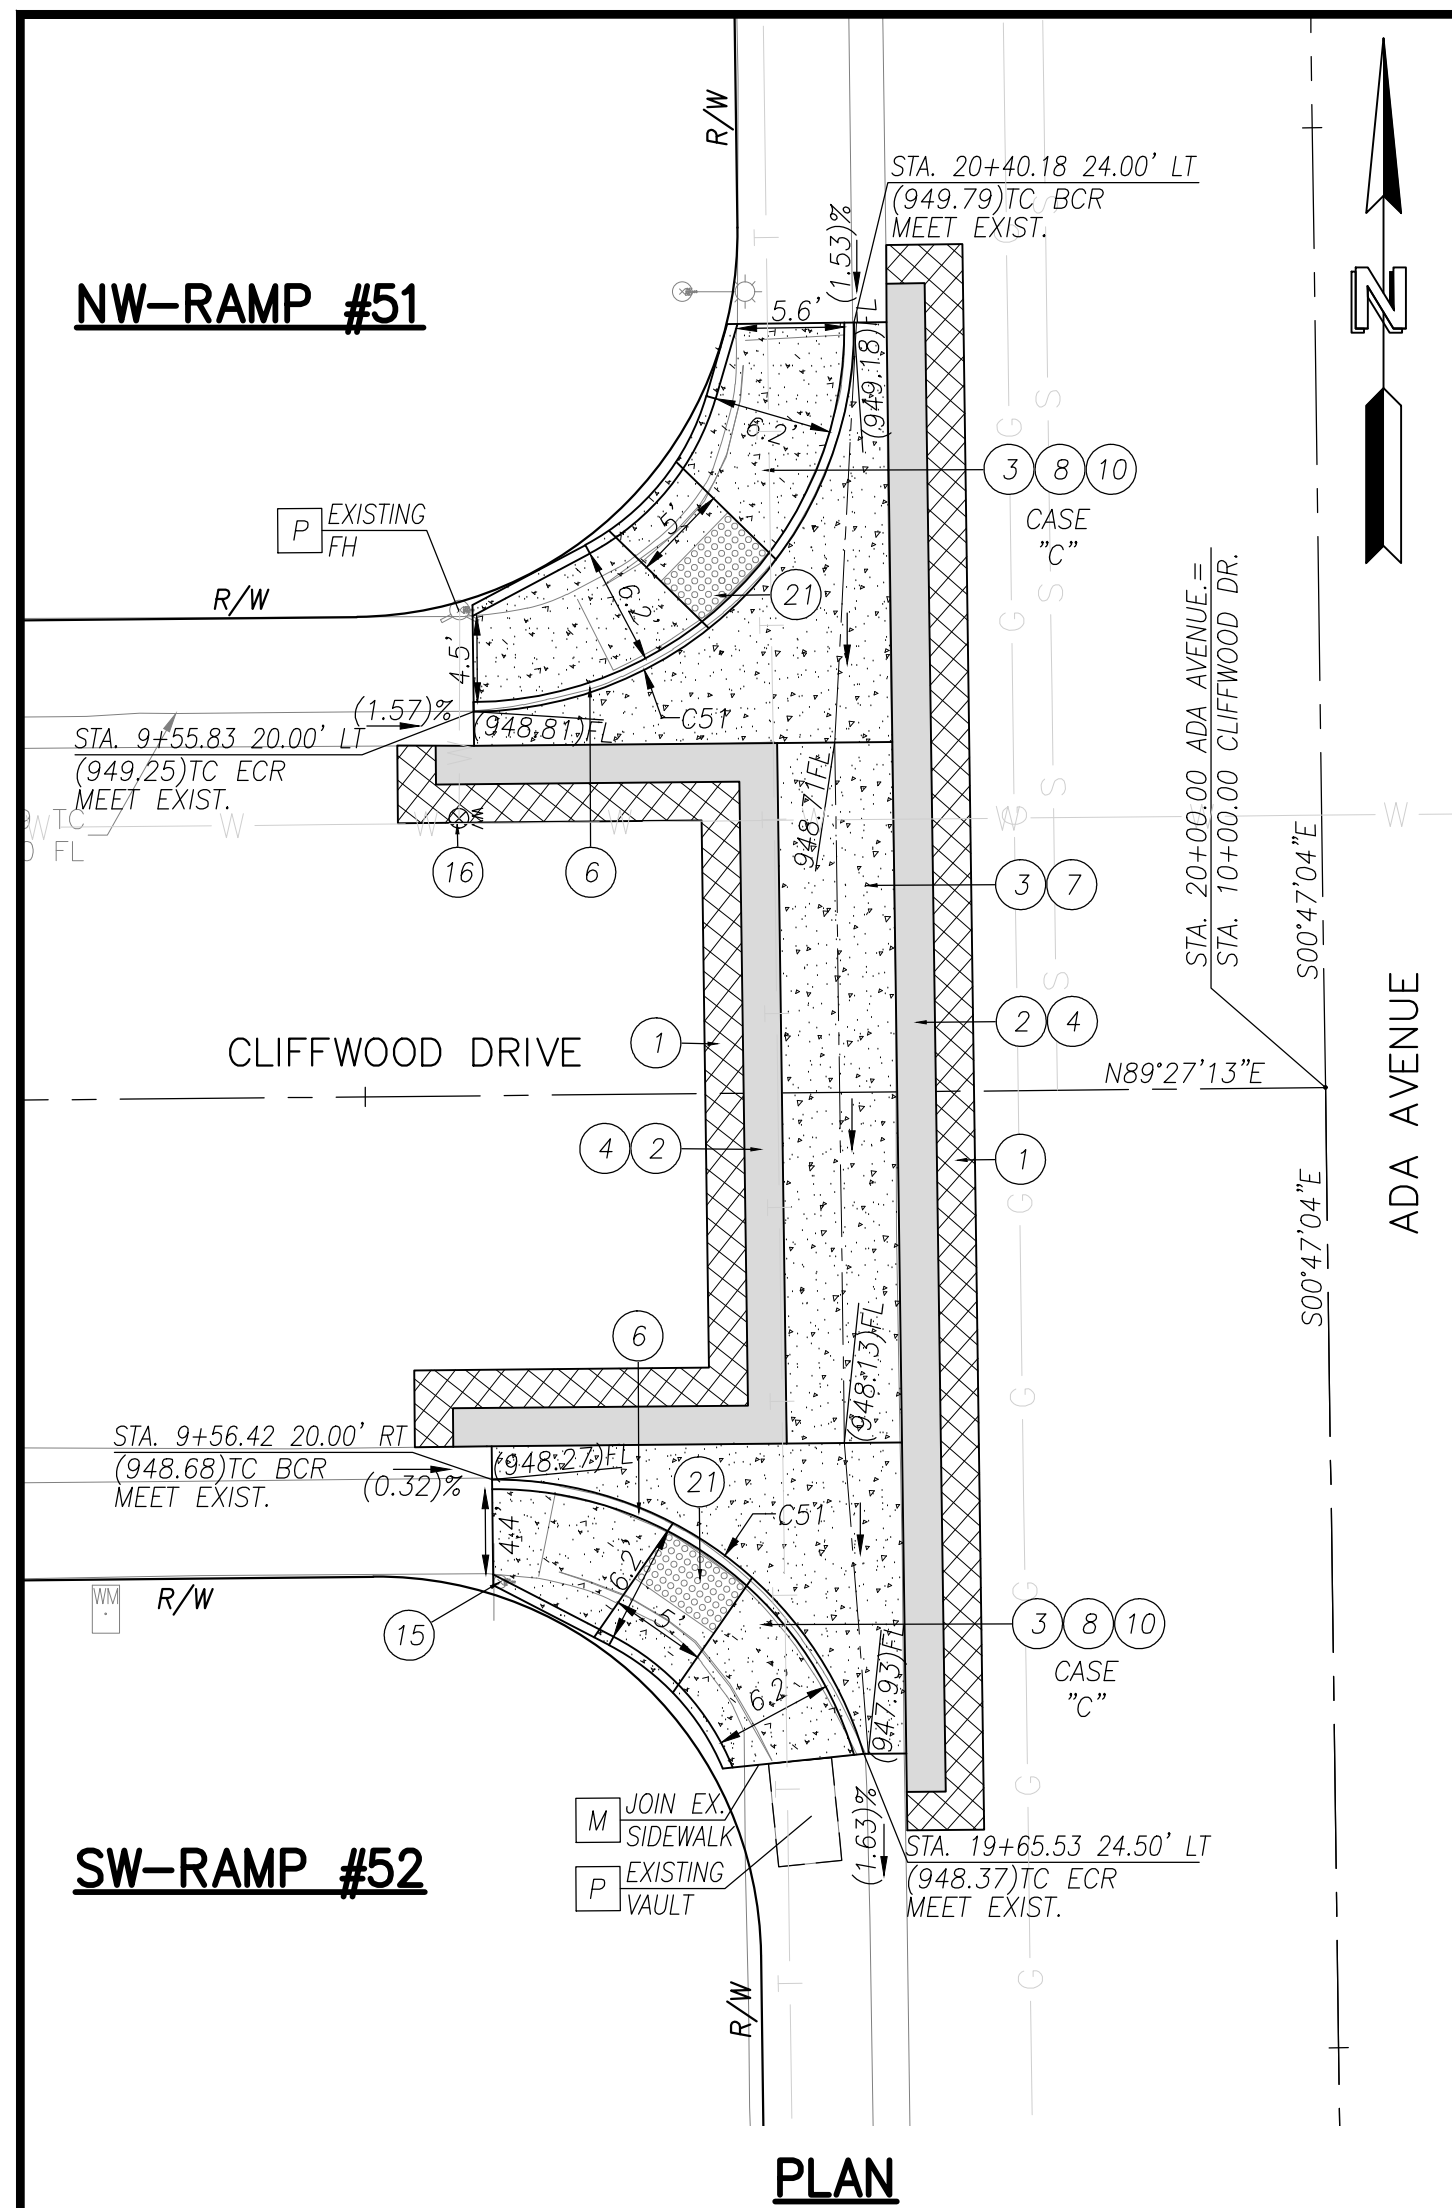 R/W
STA. 20+40.18 24.00' LT
(949.79)TC BCR
MEET EXIST.
(1.53)%
NW-RAMP #51
N
5.6'
(949.18)FL
6.2'
3 8 10
CASE
"C"
P EXISTING
FH
5'
21
R/W
6.2'
4.5'
(1.57)%
(948.81)FL
C51
STA. 9+55.83 20.00' LT
(949.25)TC ECR
MEET EXIST.
9 TC
0 FL
948.71FL
STA. 20+00.00 ADA AVENUE.=
STA. 10+00.00 CLIFFWOOD DR.
S00°47'04"E
16
6
3 7
2 4
CLIFFWOOD DRIVE
1
N89°27'13"E
ADA AVENUE
4 2
1
S00°47'04"E
6
(948.13)FL
STA. 9+56.42 20.00' RT
(948.68)TC BCR
MEET EXIST.
(0.32)%
(948.27)FL
21
C51
4.4'
6.2'
5'
WM
R/W
15
3 8 10
CASE
"C"
6.2'
(947.93)FL
M JOIN EX.
SIDEWALK
(1.63)%
STA. 19+65.53 24.50' LT
(948.37)TC ECR
MEET EXIST.
SW-RAMP #52
P EXISTING
VAULT
R/W
T
T
T
T
T
T
T
T
T
G
G
G
G
G
G
G
G
S
S
S
S
S
W
W
W
W
W
W
PLAN